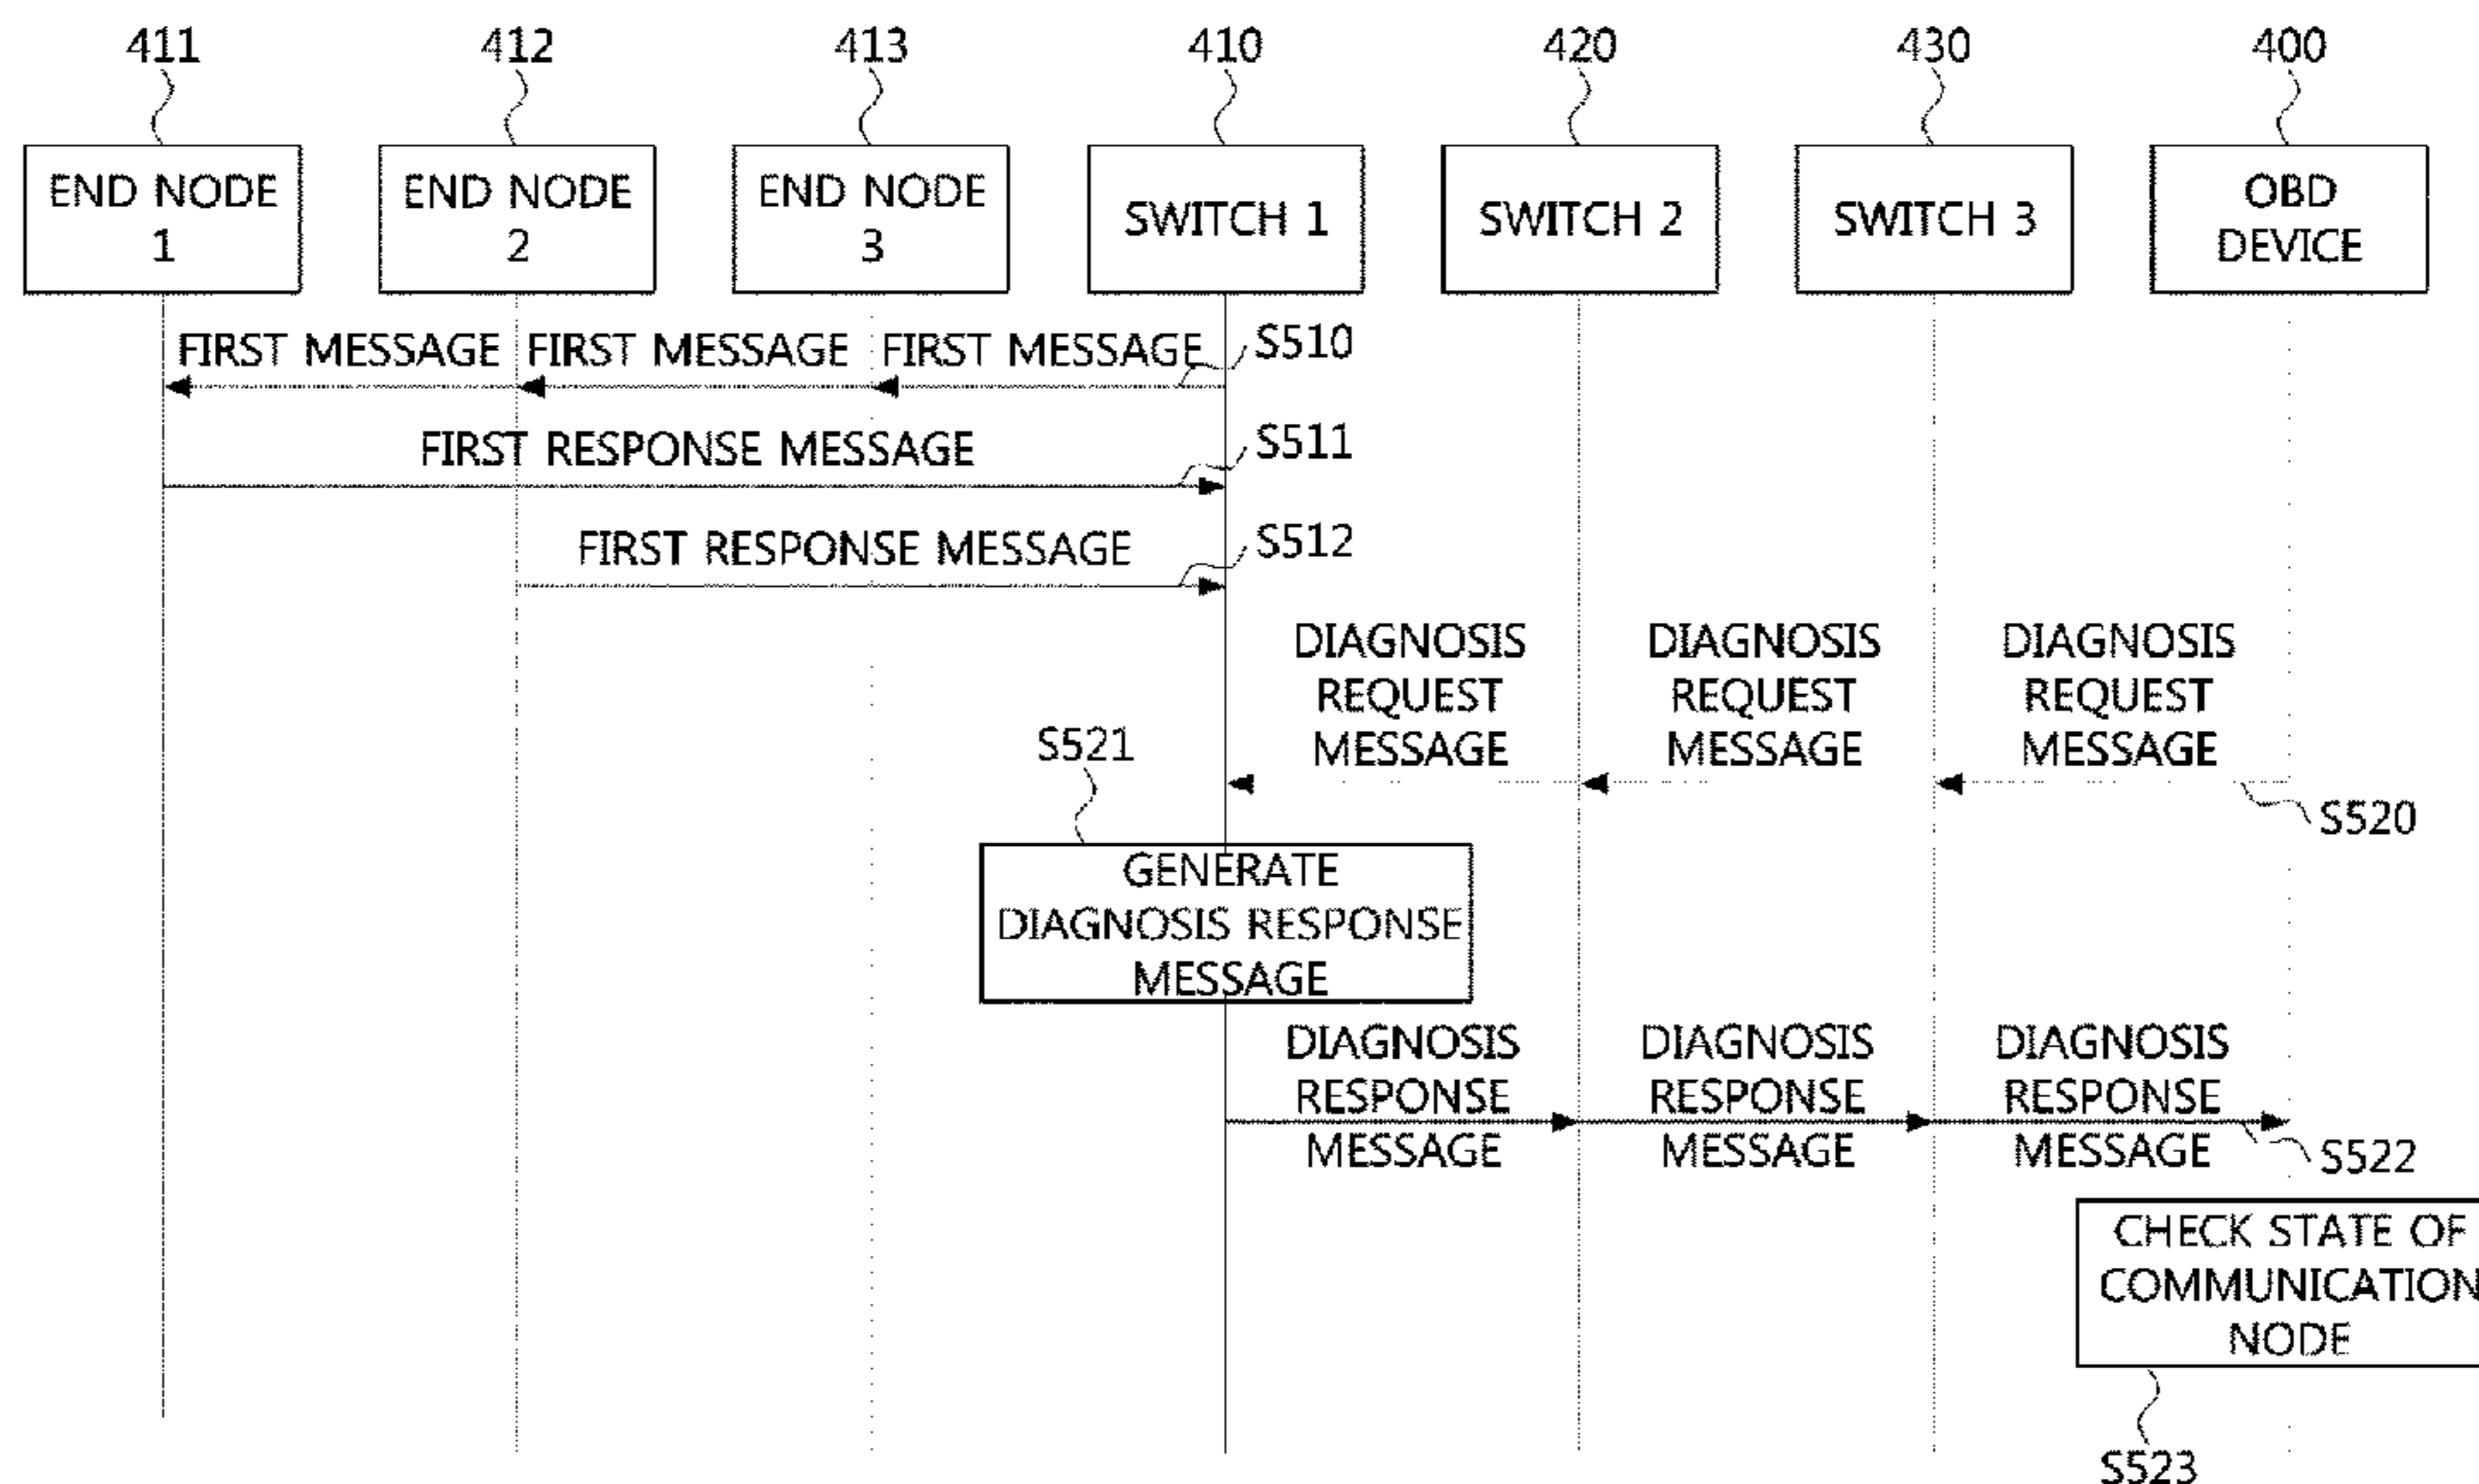 411 412 413 410 420 430 400
END NODE 1
END NODE 2
END NODE 3
SWITCH 1
SWITCH 2
SWITCH 3
OBD DEVICE
FIRST MESSAGE FIRST MESSAGE FIRST MESSAGE S510
FIRST RESPONSE MESSAGE S511
FIRST RESPONSE MESSAGE S512
DIAGNOSIS REQUEST MESSAGE
DIAGNOSIS REQUEST MESSAGE
DIAGNOSIS REQUEST MESSAGE
S520
S521
GENERATE
DIAGNOSIS RESPONSE
MESSAGE
DIAGNOSIS RESPONSE MESSAGE
DIAGNOSIS RESPONSE MESSAGE
DIAGNOSIS RESPONSE MESSAGE
S522
CHECK STATE OF
COMMUNICATION
NODE
S523